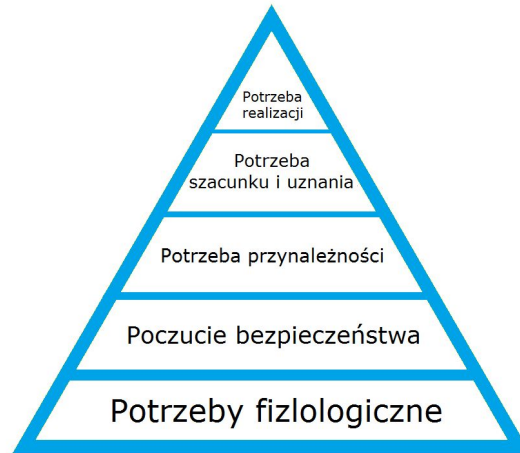 Potrzeba
realizacji
Potrzeba
szacunku i uznania
Potrzeba przynależności
Poczucie bezpieczeństwa
Potrzeby fizlologiczne